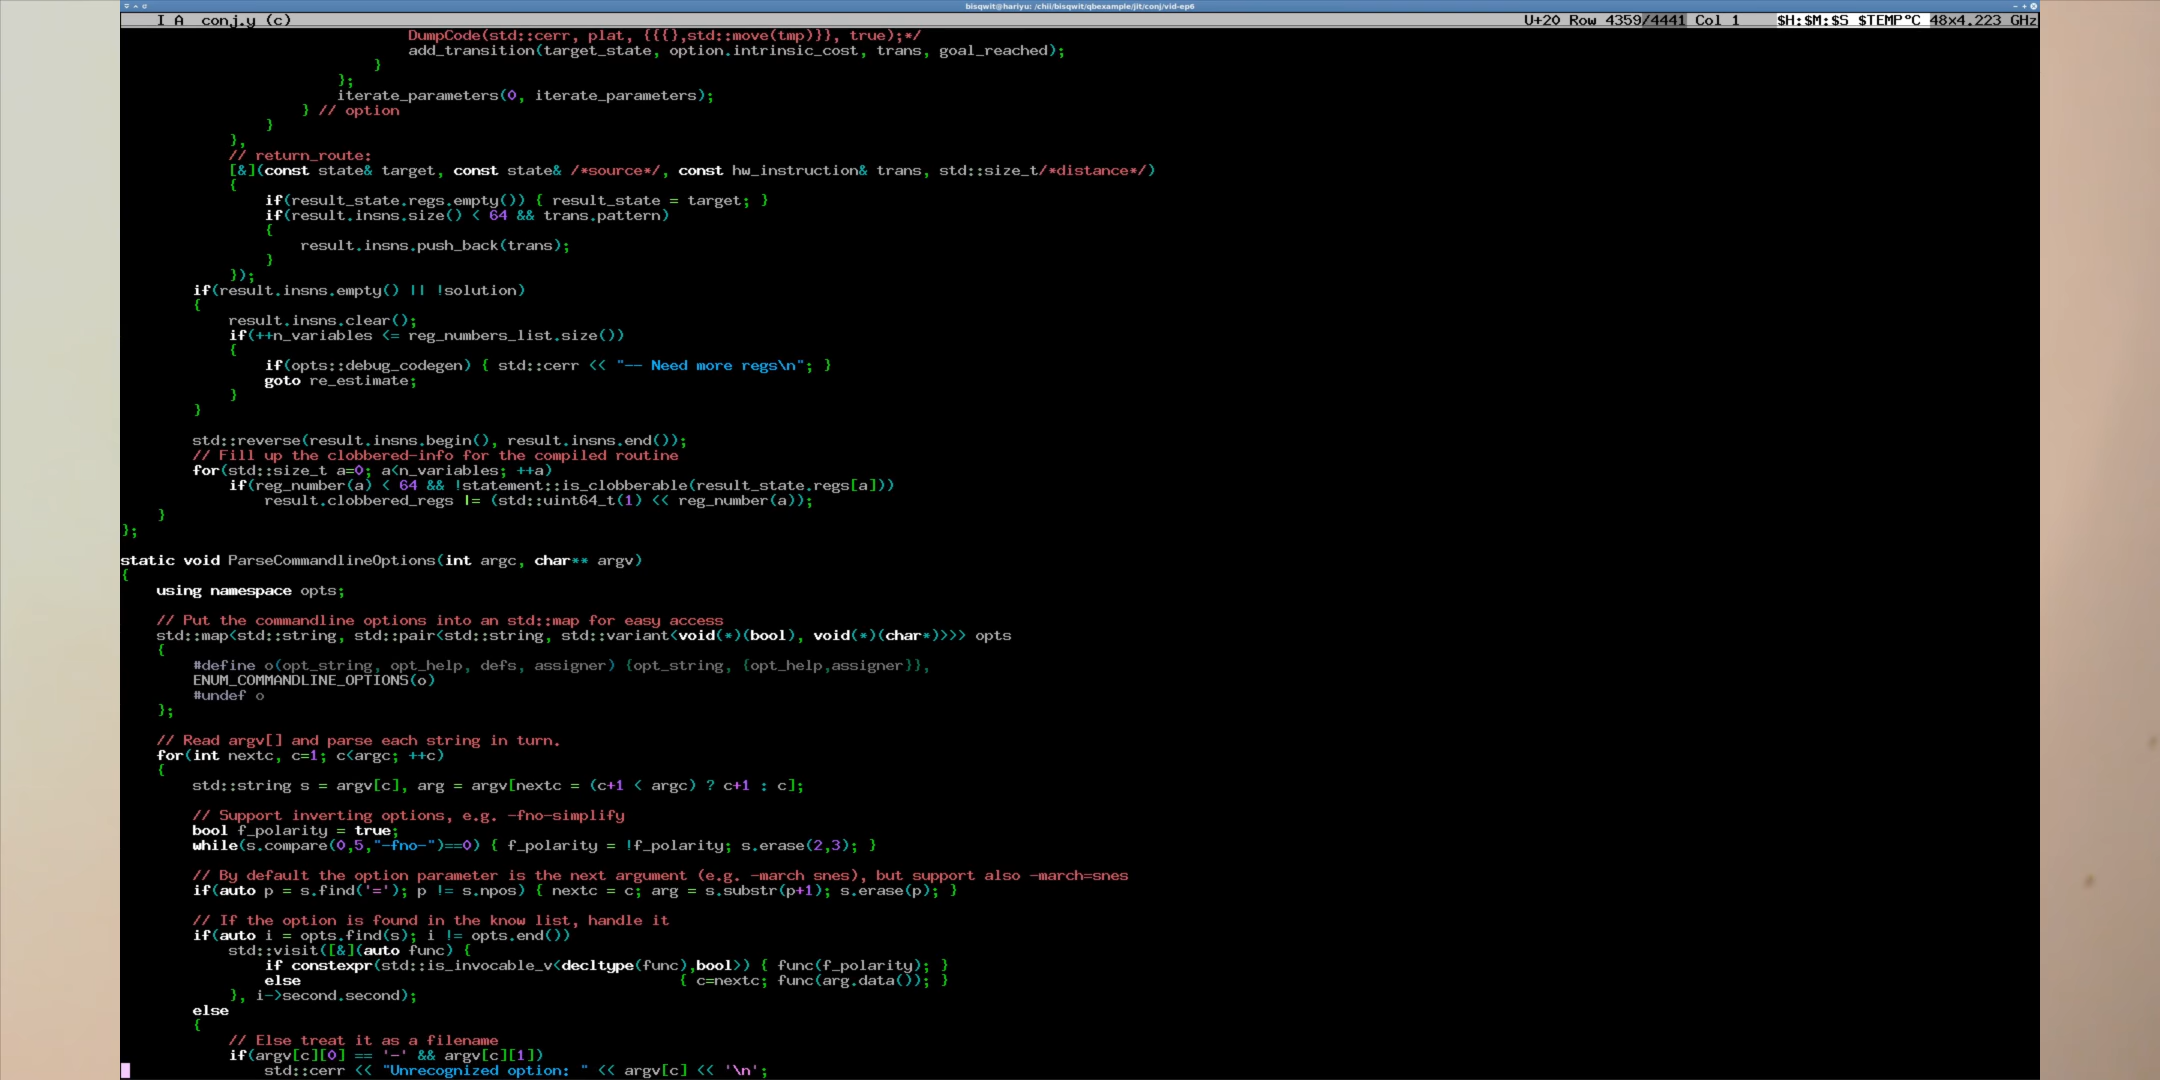 bisqwit@hariyu: /chii/bisqwit/qbexample/jit/conj/vid-ep6
I A conj.y (c) U+20 Row 4359/4441 Col 1 $H:$M:$S $TEMP°C 48x4.223 GHz
DumpCode(std::cerr, plat, {{{},std::move(tmp)}}, true);*/
add_transition(target_state, option.intrinsic_cost, trans, goal_reached);
}
};
iterate_parameters(0, iterate_parameters);
} // option
}
},
// return_route:
[&](const state& target, const state& /*source*/, const hw_instruction& trans, std::size_t/*distance*/)
{
if(result_state.regs.empty()) { result_state = target; }
if(result.insns.size() < 64 && trans.pattern)
{
result.insns.push_back(trans);
}
});
if(result.insns.empty() || !solution)
{
result.insns.clear();
if(++n_variables <= reg_numbers_list.size())
{
if(opts::debug_codegen) { std::cerr << "-- Need more regs\n"; }
goto re_estimate;
}
}
std::reverse(result.insns.begin(), result.insns.end());
// Fill up the clobbered-info for the compiled routine
for(std::size_t a=0; a<n_variables; ++a)
if(reg_number(a) < 64 && !statement::is_clobberable(result_state.regs[a]))
result.clobbered_regs |= (std::uint64_t(1) << reg_number(a));
}
};
static void ParseCommandlineOptions(int argc, char** argv)
{
using namespace opts;
// Put the commandline options into an std::map for easy access
std::map<std::string, std::pair<std::string, std::variant<void(*)(bool), void(*)(char*)>>> opts
{
#define o(opt_string, opt_help, defs, assigner) {opt_string, {opt_help,assigner}},
ENUM_COMMANDLINE_OPTIONS(o)
#undef o
};
// Read argv[] and parse each string in turn.
for(int nextc, c=1; c<argc; ++c)
{
std::string s = argv[c], arg = argv[nextc = (c+1 < argc) ? c+1 : c];
// Support inverting options, e.g. -fno-simplify
bool f_polarity = true;
while(s.compare(0,5,"-fno-")==0) { f_polarity = !f_polarity; s.erase(2,3); }
// By default the option parameter is the next argument (e.g. -march snes), but support also -march=snes
if(auto p = s.find('='); p != s.npos) { nextc = c; arg = s.substr(p+1); s.erase(p); }
// If the option is found in the know list, handle it
if(auto i = opts.find(s); i != opts.end())
std::visit([&](auto func) {
if constexpr(std::is_invocable_v<decltype(func),bool>) { func(f_polarity); }
else { c=nextc; func(arg.data()); }
}, i->second.second);
else
{
// Else treat it as a filename
if(argv[c][0] == '-' && argv[c][1])
std::cerr << "Unrecognized option: " << argv[c] << '\n';